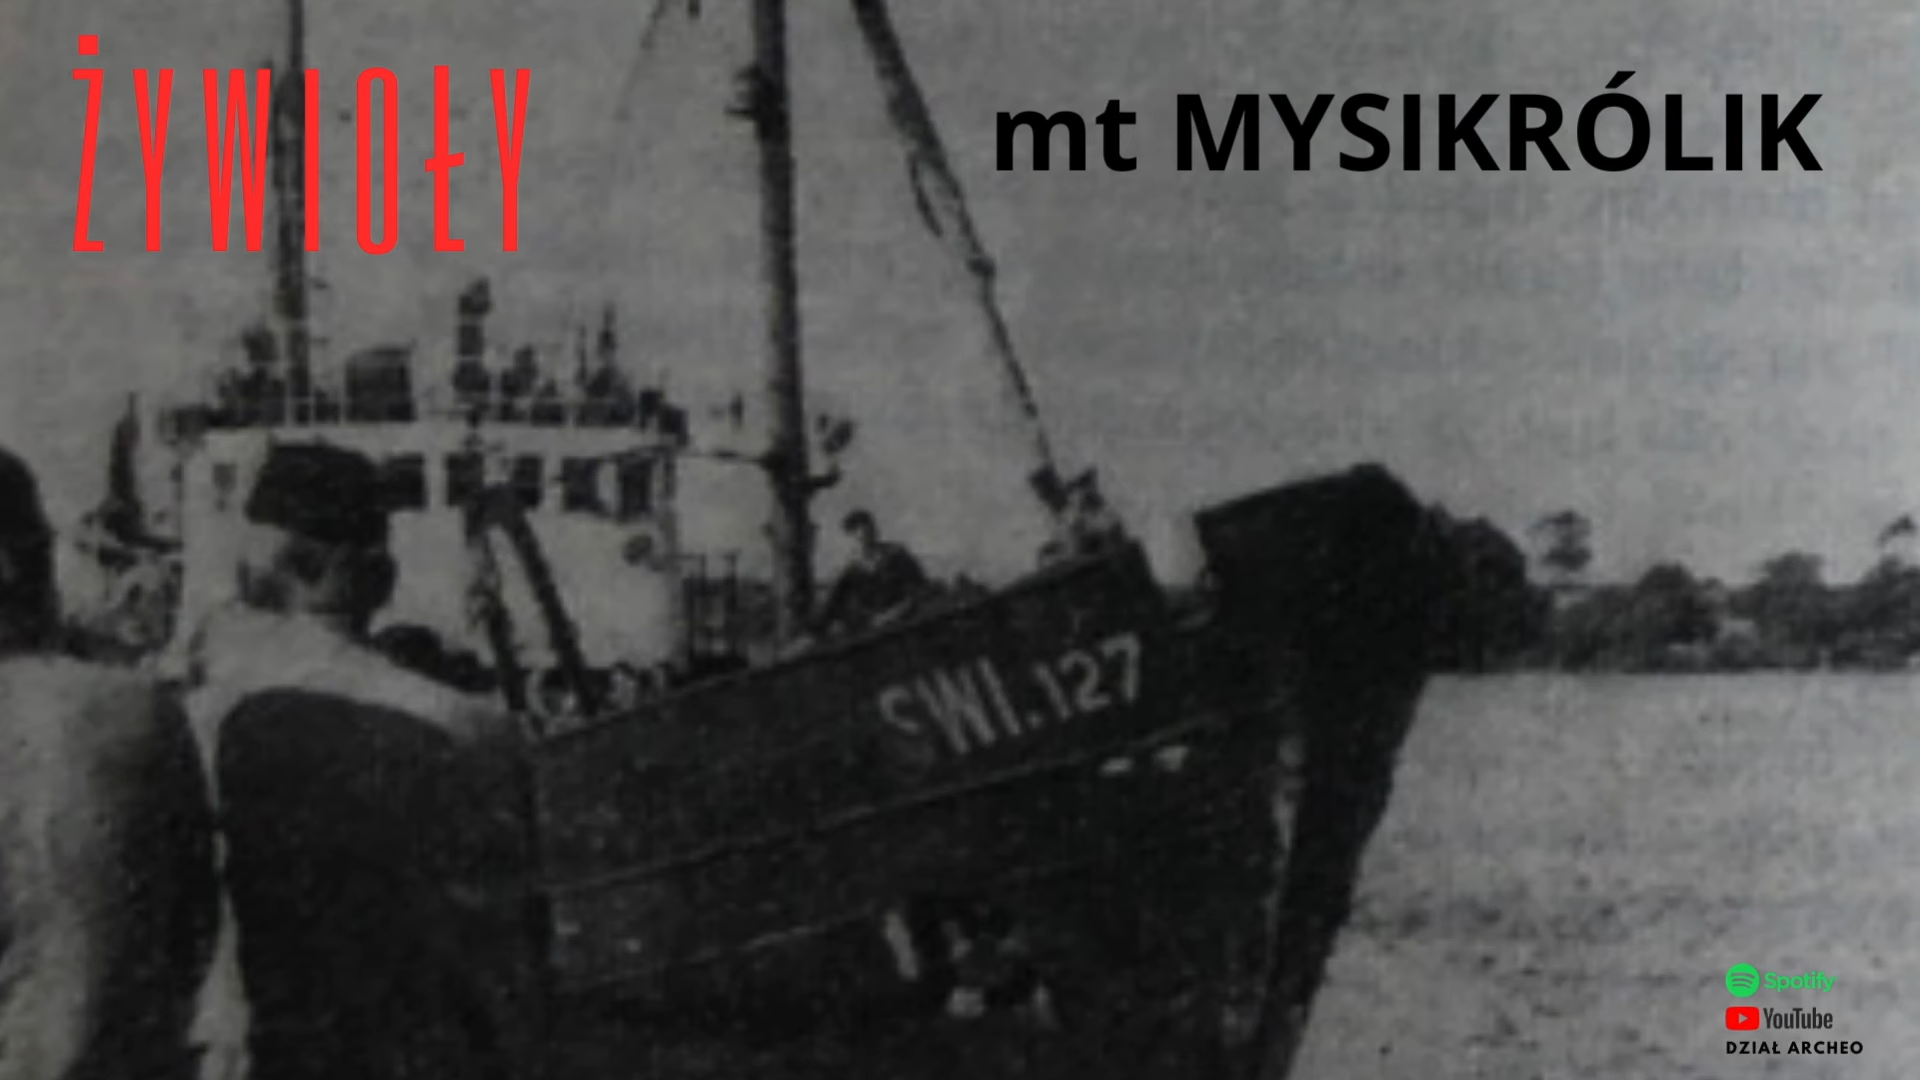 ŻYWIOŁY
mt MYSIKRÓLIK
SWI.127
Spotify
YouTube
DZIAŁ ARCHEO